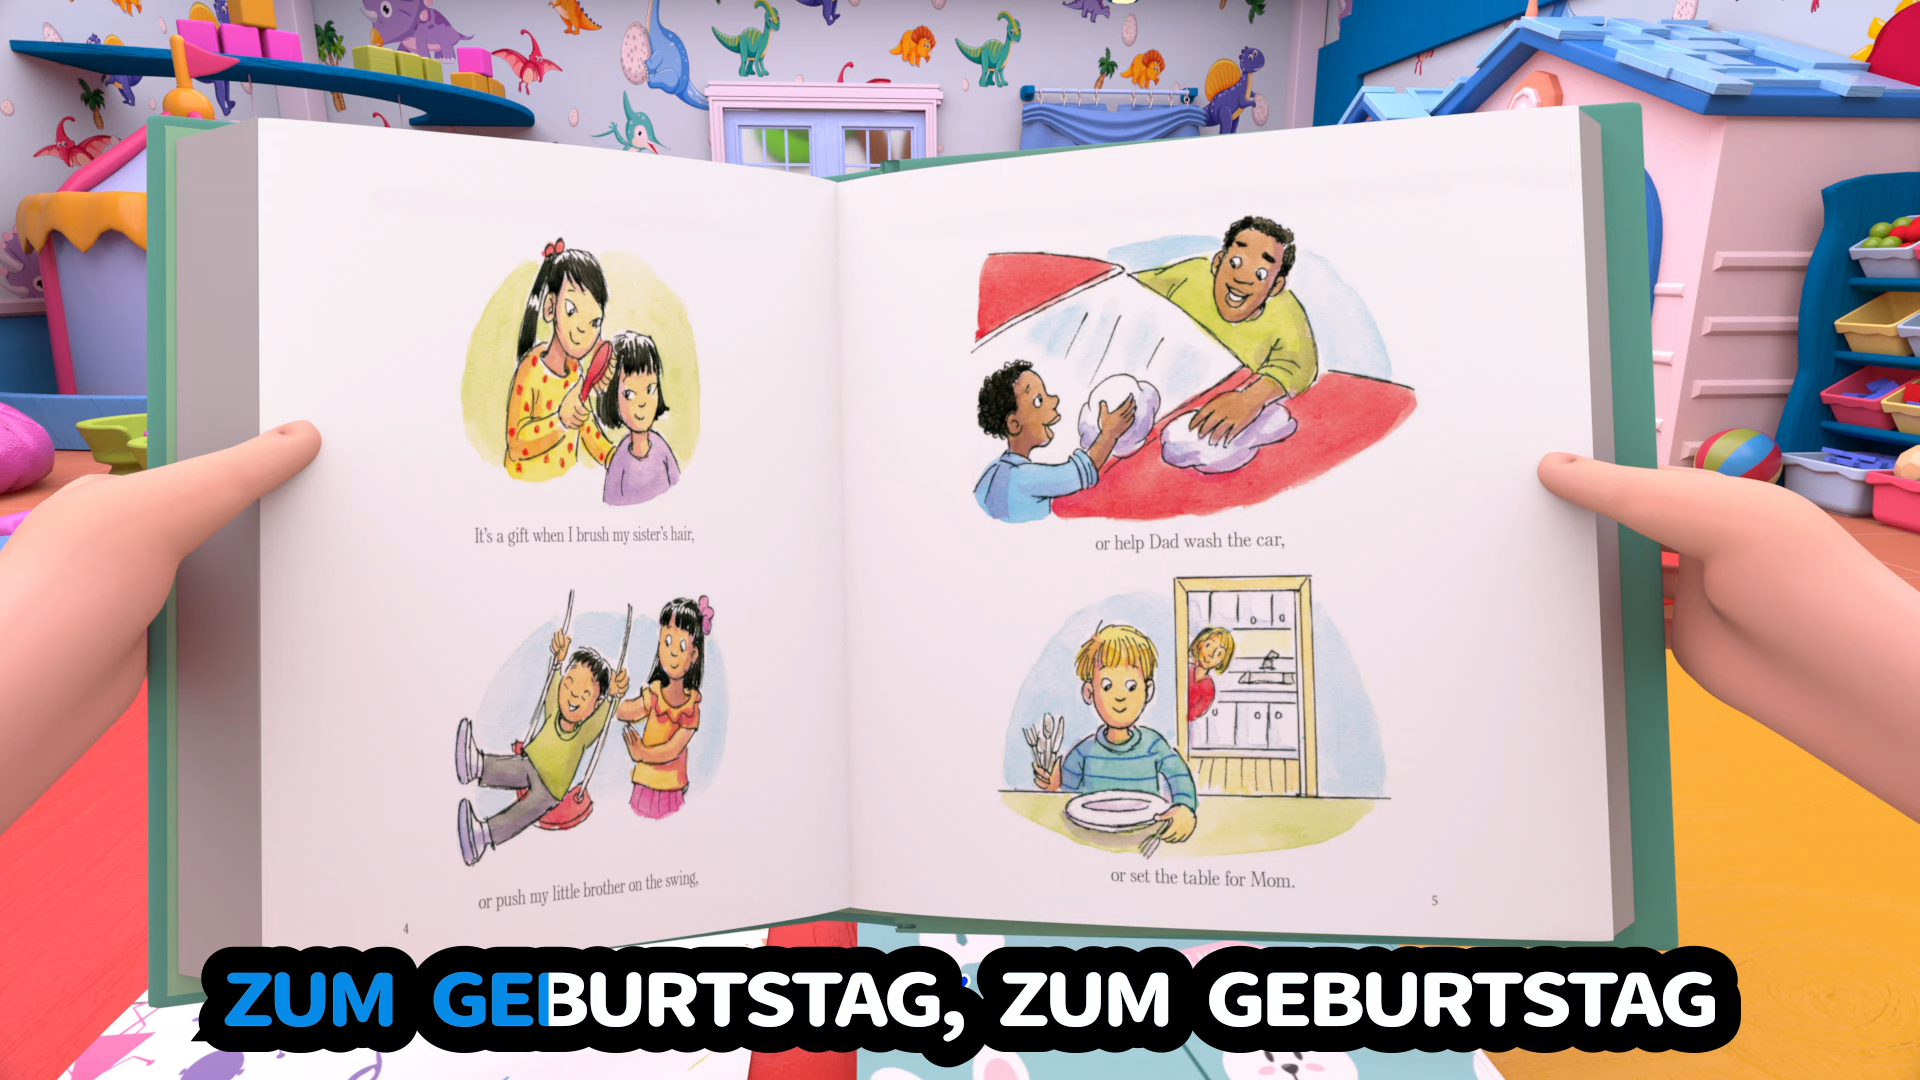 It's a gift when I brush my sister's hair,
or push my little brother on the swing,
4
or help Dad wash the car,
or set the table for Mom.
5
ZUM GEBURTSTAG, ZUM GEBURTSTAG